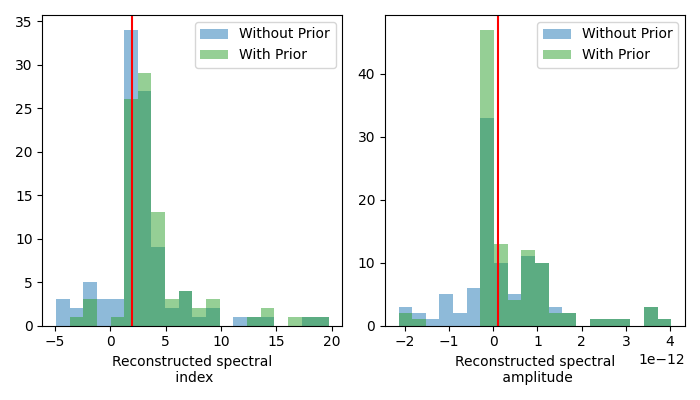 35
30
25
20
15
10
5
0
−5
0
5
10
15
20
Reconstructed spectral
index
Without Prior
With Prior
40
30
20
10
0
−2
−1
0
1
2
3
4
1e−12
Reconstructed spectral
amplitude
Without Prior
With Prior